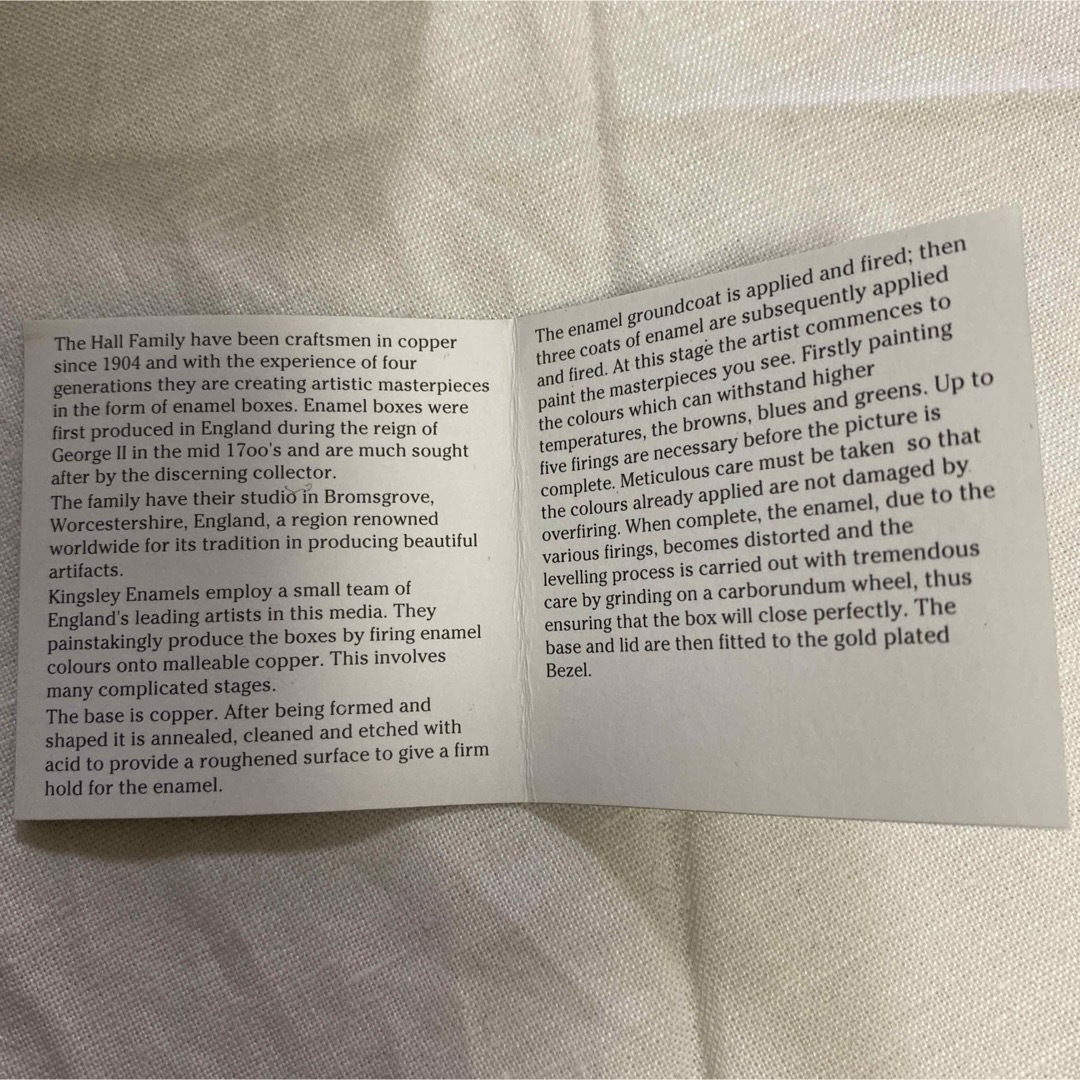 The Hall Family have been craftsmen in copper
since 1904 and with the experience of four
generations they are creating artistic masterpieces
in the form of enamel boxes. Enamel boxes were
first produced in England during the reign of
George II in the mid 17oo's and are much sought
after by the discerning collector.
The family have their studio in Bromsgrove,
Worcestershire, England, a region renowned
worldwide for its tradition in producing beautiful
artifacts.
Kingsley Enamels employ a small team of
England's leading artists in this media. They
painstakingly produce the boxes by firing enamel
colours onto malleable copper. This involves
many complicated stages.
The base is copper. After being formed and
shaped it is annealed, cleaned and etched with
acid to provide a roughened surface to give a firm
hold for the enamel.
The enamel groundcoat is applied and fired; then
three coats of enamel are subsequently applied
and fired. At this stage the artist commences to
paint the masterpieces you see. Firstly painting
the colours which can withstand higher
temperatures, the browns, blues and greens. Up to
five firings are necessary before the picture is
complete. Meticulous care must be taken so that
the colours already applied are not damaged by
overfiring. When complete, the enamel, due to the
various firings, becomes distorted and the
levelling process is carried out with tremendous
care by grinding on a carborundum wheel, thus
ensuring that the box will close perfectly. The
base and lid are then fitted to the gold plated
Bezel.